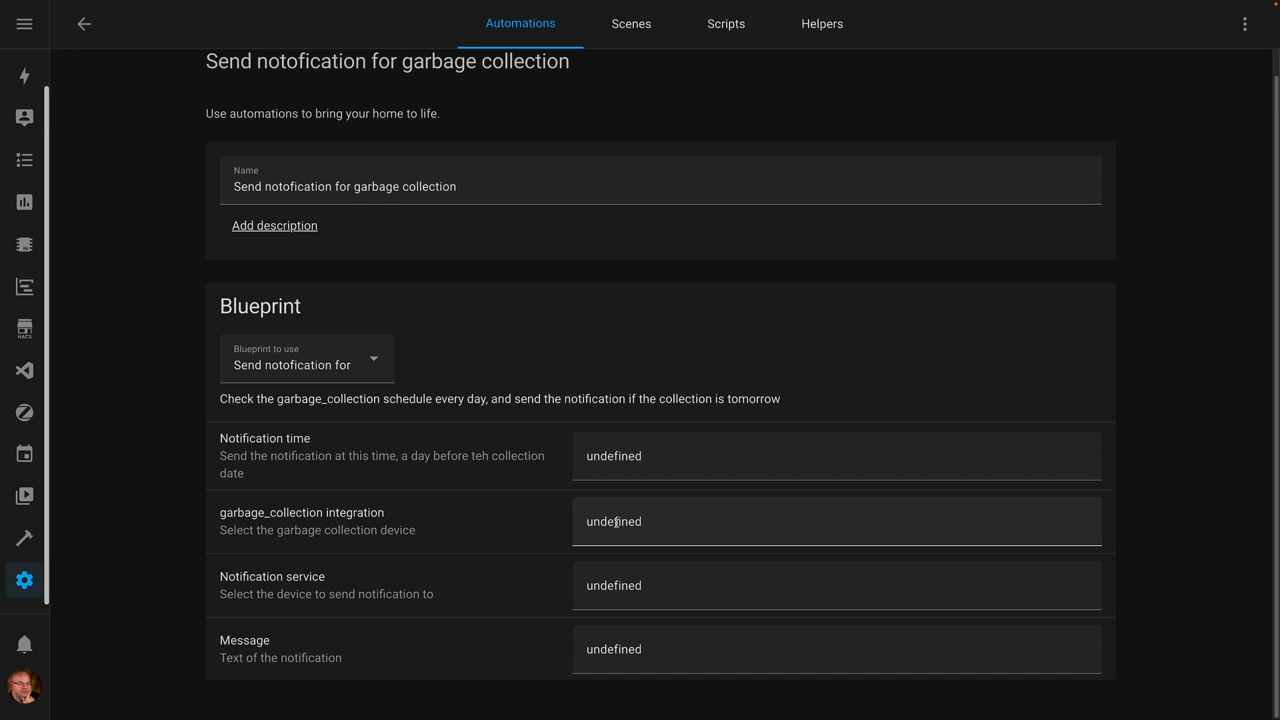 Automations
Scenes
Scripts
Helpers
Send notofication for garbage collection
Use automations to bring your home to life.
Name
Send notofication for garbage collection
Add description
Blueprint
Blueprint to use
Send notofication for
Check the garbage_collection schedule every day, and send the notification if the collection is tomorrow
Notification time
Send the notification at this time, a day before teh collection
date
undefined
garbage_collection integration
Select the garbage collection device
undefined
Notification service
Select the device to send notification to
undefined
Message
Text of the notification
undefined
HACS